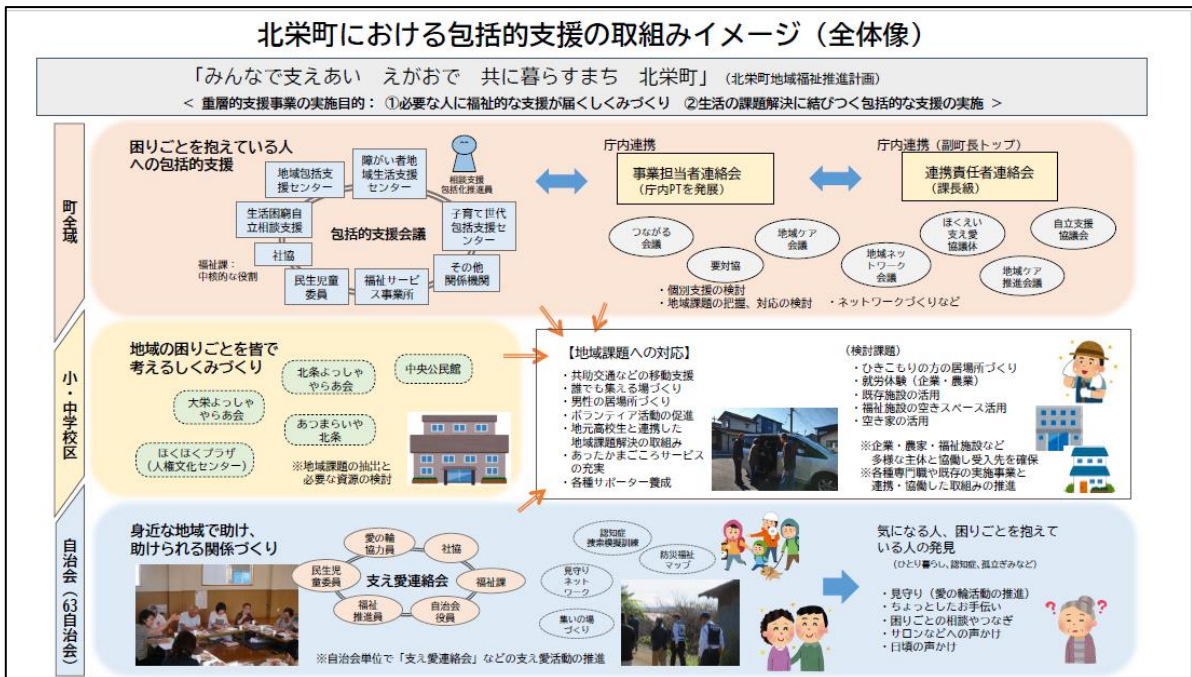 北栄町における包括的支援の取組みイメージ（全体像）
「みんなで支えあい　えがおで　共に暮らすまち　北栄町」（北栄町地域福祉推進計画）
＜ 重層的支援事業の実施目的： ①必要な人に福祉的な支援が届くしくみづくり ②生活の課題解決に結びつく包括的な支援の実施 ＞
町全域
困りごとを抱えている人
への包括的支援
地域包括支
援センター
障がい者地
域生活支援
センター
相談支援
包括化推進員
生活困窮自
立相談支援
包括的支援会議
子育て世代
包括支援セ
ンター
社協
福祉課：
中核的な役割
民生児童
委員
福祉サービ
ス事業所
その他
関係機関
庁内連携
事業担当者連絡会
（庁内PTを発展）
庁内連携（副町長トップ）
連携責任者連絡会
（課長級）
つながる
会議
要対協
地域ケア
会議
地域ネッ
トワーク
会議
ほくえい
支え愛
協議体
自立支援
協議会
地域ケア
推進会議
・個別支援の検討
・地域課題の把握、対応の検討
・ネットワークづくりなど
小・中学校区
地域の困りごとを皆で
考えるしくみづくり
北条よっしゃ
やらあ会
中央公民館
大栄よっしゃ
やらあ会
あつまらいや
北条
ほくほくプラザ
（人権文化センター）
※地域課題の抽出と
必要な資源の検討
【地域課題への対応】
・共助交通などの移動支援
・誰でも集える場づくり
・男性の居場所づくり
・ボランティア活動の促進
・地元高校生と連携した
地域課題解決の取組み
・あったかまごころサービス
の充実
・各種サポーター養成
（検討課題）
・ひきこもりの方の居場所づくり
・就労体験（企業・農業）
・既存施設の活用
・福祉施設の空きスペース活用
・空き家の活用
※企業・農家・福祉施設など
多様な主体と協働し受入先を確保
※各種専門職や既存の実施事業と
連携・協働した取組みの推進
自治会（63自治会）
身近な地域で助け、
助けられる関係づくり
愛の輪
協力員
社協
民生児
童委員
支え愛連絡会
福祉課
福祉
推進員
自治会
役員
※自治会単位で「支え愛連絡会」などの支え愛活動の推進
認知症
捜索模擬訓練
防災福祉
マップ
見守り
ネット
ワーク
集いの場
づくり
気になる人、困りごとを抱えて
いる人の発見
（ひとり暮らし、認知症、孤立ぎみなど）
・見守り（愛の輪活動の推進）
・ちょっとしたお手伝い
・困りごとの相談やつなぎ
・サロンなどへの声かけ
・日頃の声かけ